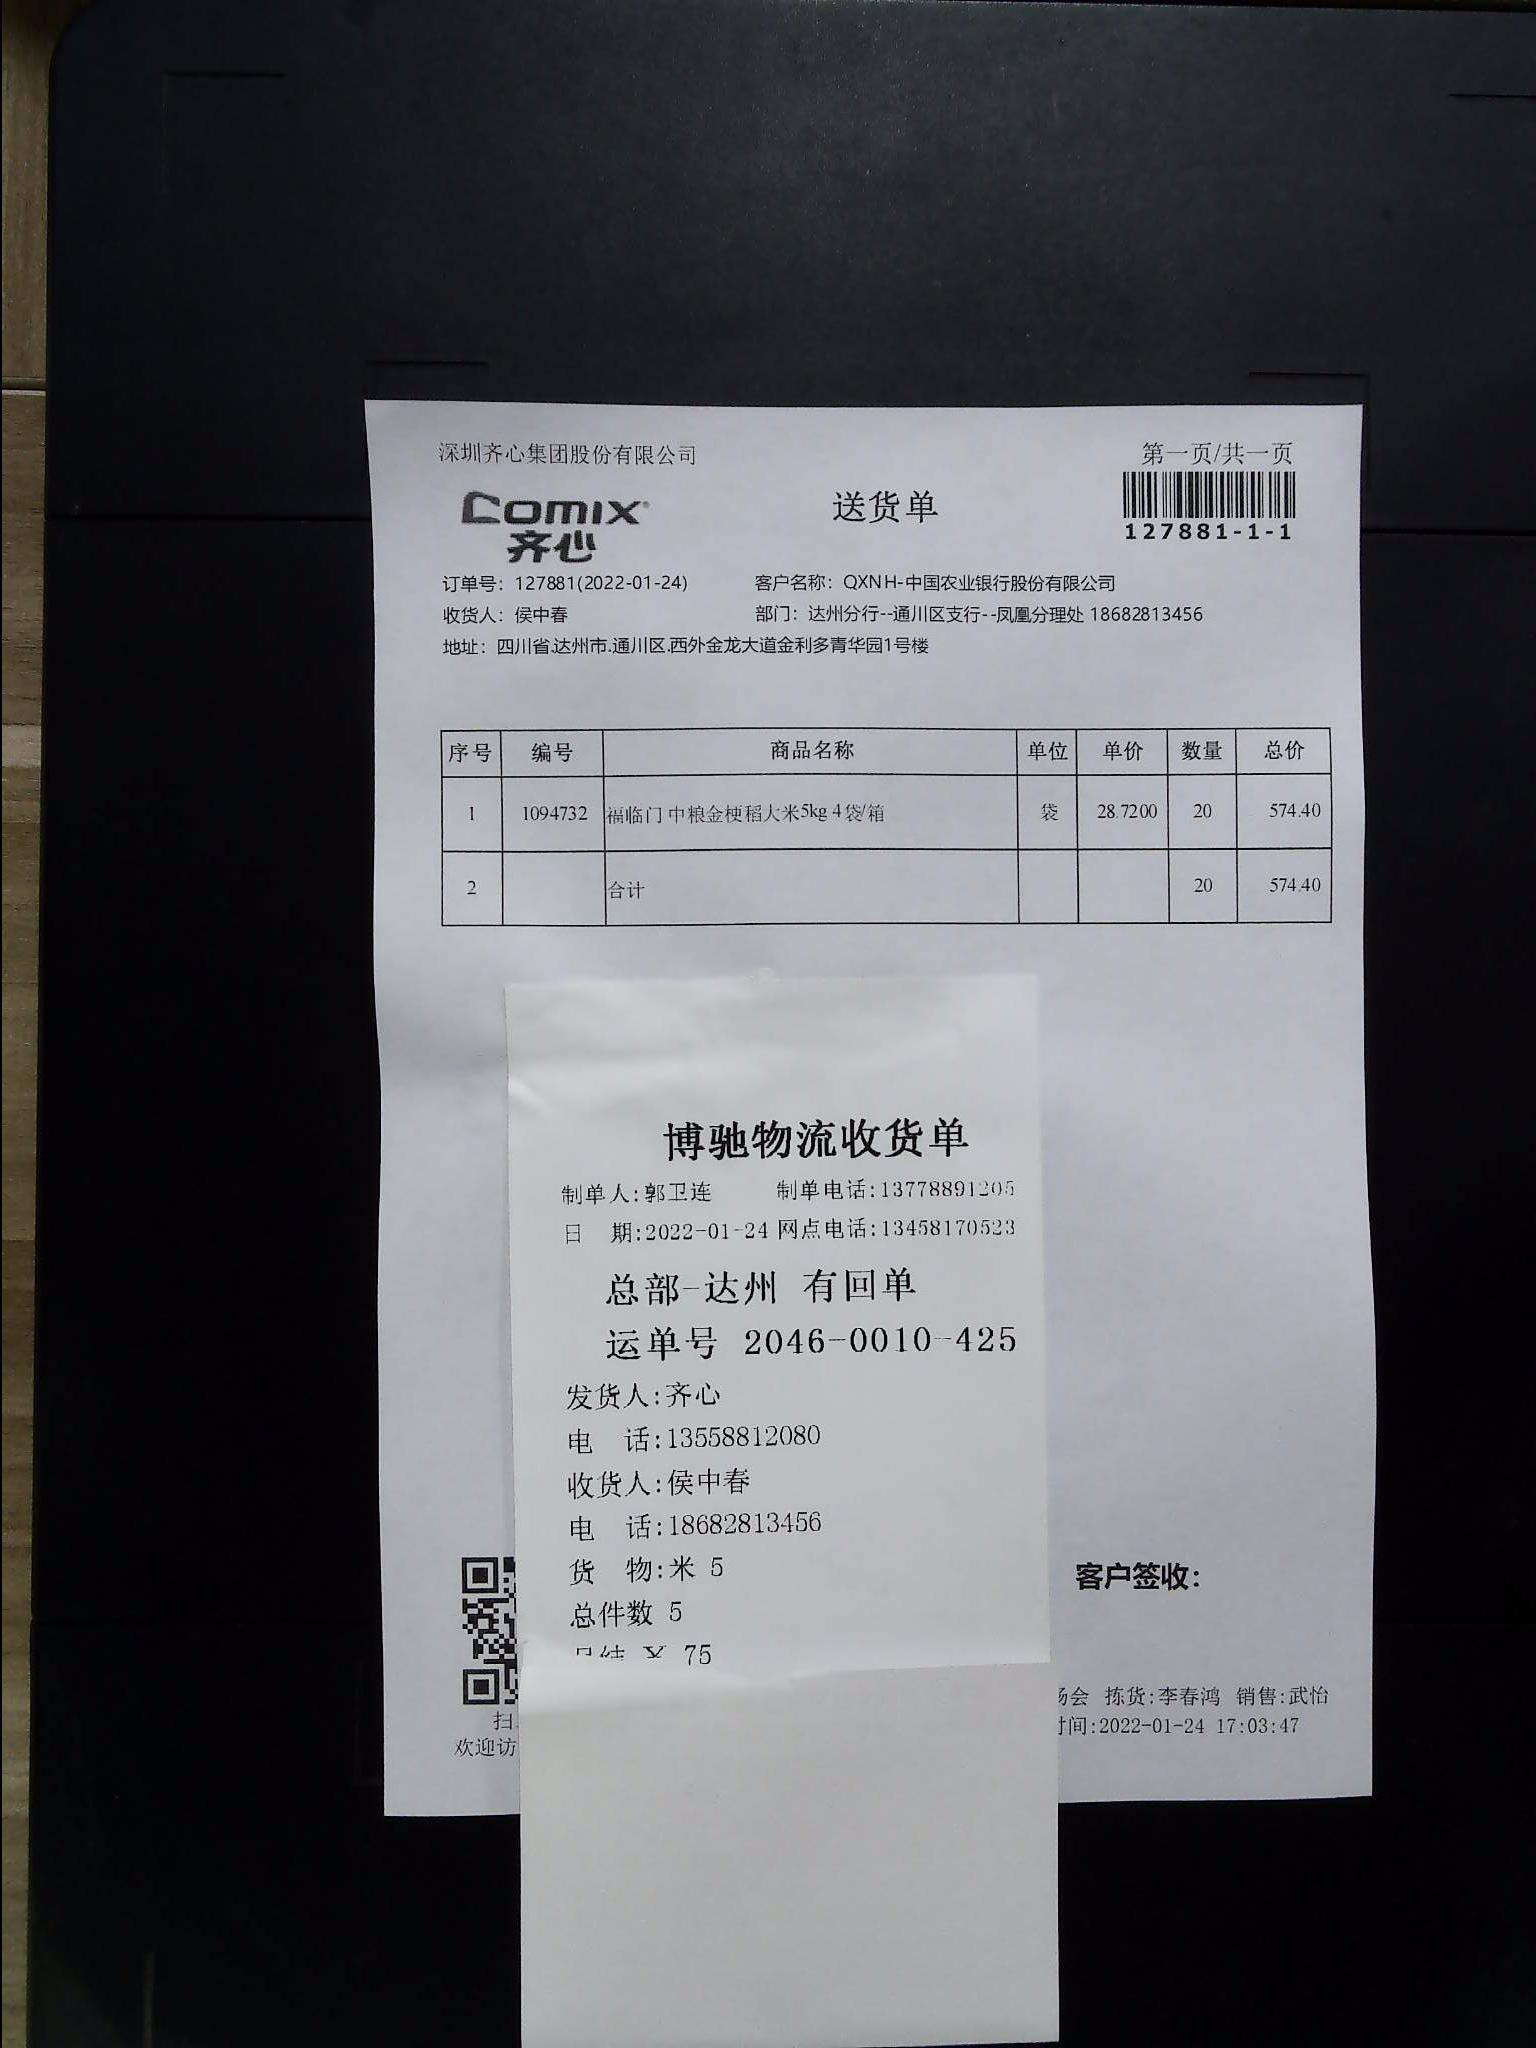 深圳齐心集团股份有限公司
第一页/共一页
comix
齐心
送货单
127881-1-1
订单号：127881(2022-01-24) 客户名称：QXNH-中国农业银行股份有限公司
收货人：侯中春 部门：达州分行--通川区支行--凤凰分理处 18682813456
地址：四川省.达州市.通川区.西外金龙大道金利多青华园1号楼
序号 编号 商品名称 单位 单价 数量 总价
1 1094732 福临门 中粮金梗稻大米5kg 4袋/箱 袋 28.7200 20 574.40
2 合计 20 574.40
博驰物流收货单
制单人:郭卫连 制单电话:13778891205
日 期:2022-01-24 网点电话:13458170523
总部-达州 有回单
运单号 2046-0010-425
发货人:齐心
电 话:13558812080
收货人:侯中春
电 话:18682813456
货 物:米 5
总件数 5
75
客户签收：
会 拣货:李春鸿 销售:武怡
间:2022-01-24 17:03:47
扫
欢迎访